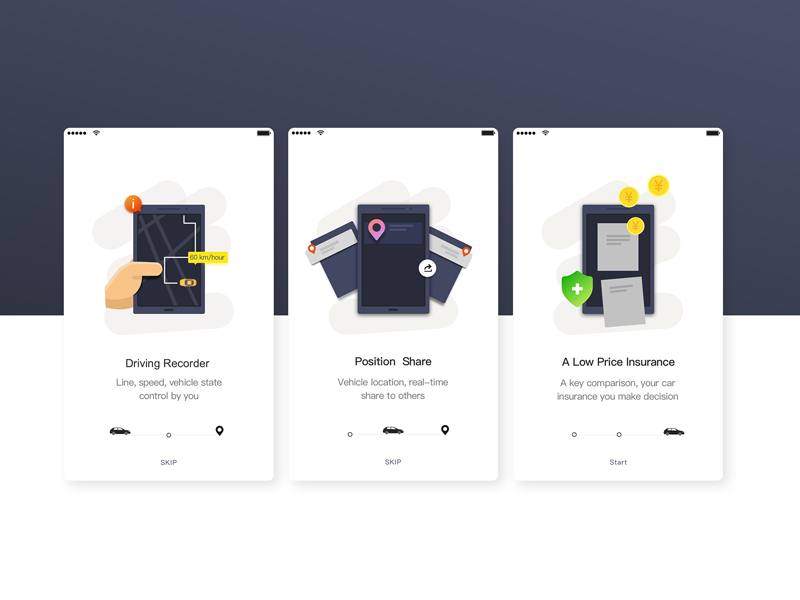 i
60 km/hour
¥
¥
¥
Driving Recorder
Line, speed, vehicle state
control by you
SKIP
Position Share
Vehicle location, real-time
share to others
SKIP
A Low Price Insurance
A key comparison, your car
insurance you make decision
Start